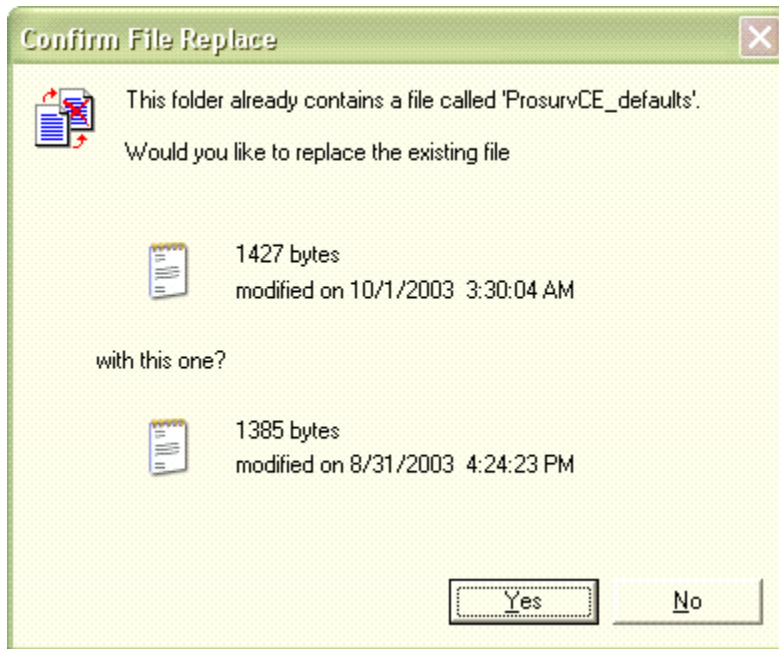 Confirm File Replace
This folder already contains a file called 'ProsurvCE_defaults'.
Would you like to replace the existing file
1427 bytes
modified on 10/1/2003 3:30:04 AM
with this one?
1385 bytes
modified on 8/31/2003 4:24:23 PM
Yes No